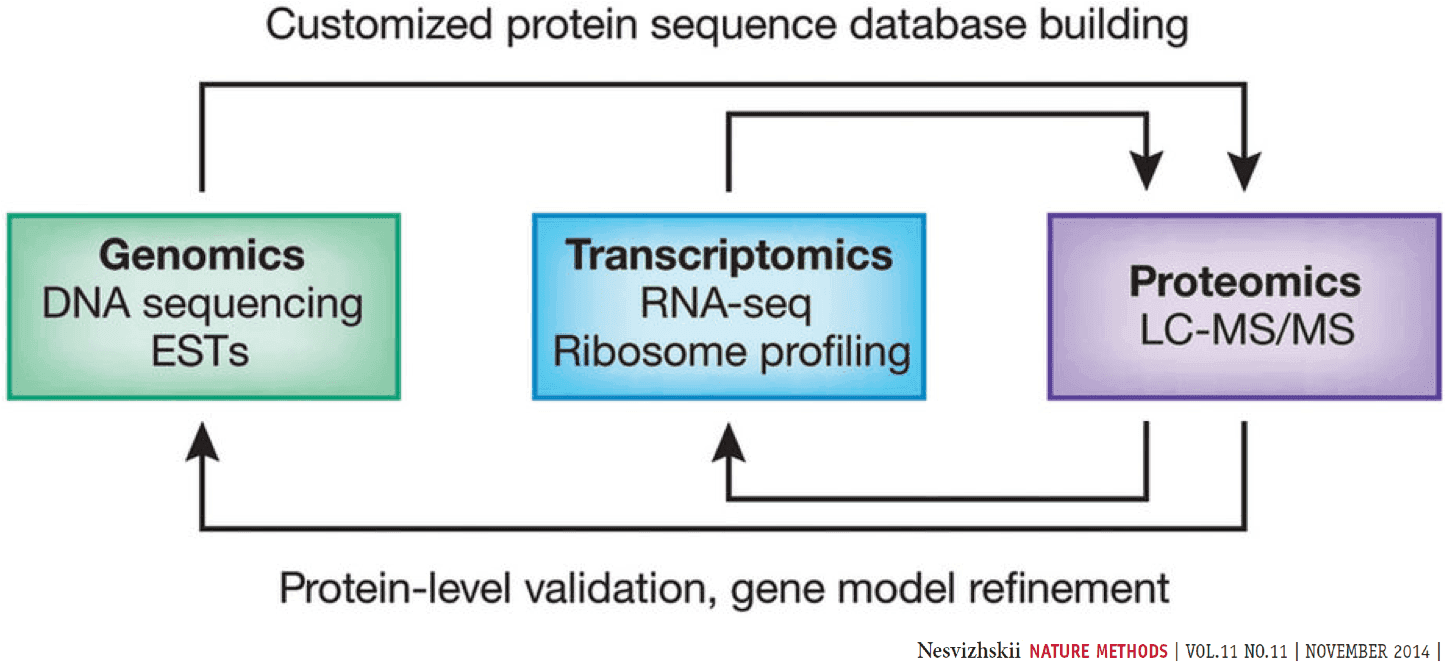 Customized protein sequence database building
Genomics
DNA sequencing
ESTs
Transcriptomics
RNA-seq
Ribosome profiling
Proteomics
LC-MS/MS
Protein-level validation, gene model refinement
Nesvizhskii NATURE METHODS | VOL.11 NO.11 | NOVEMBER 2014 |